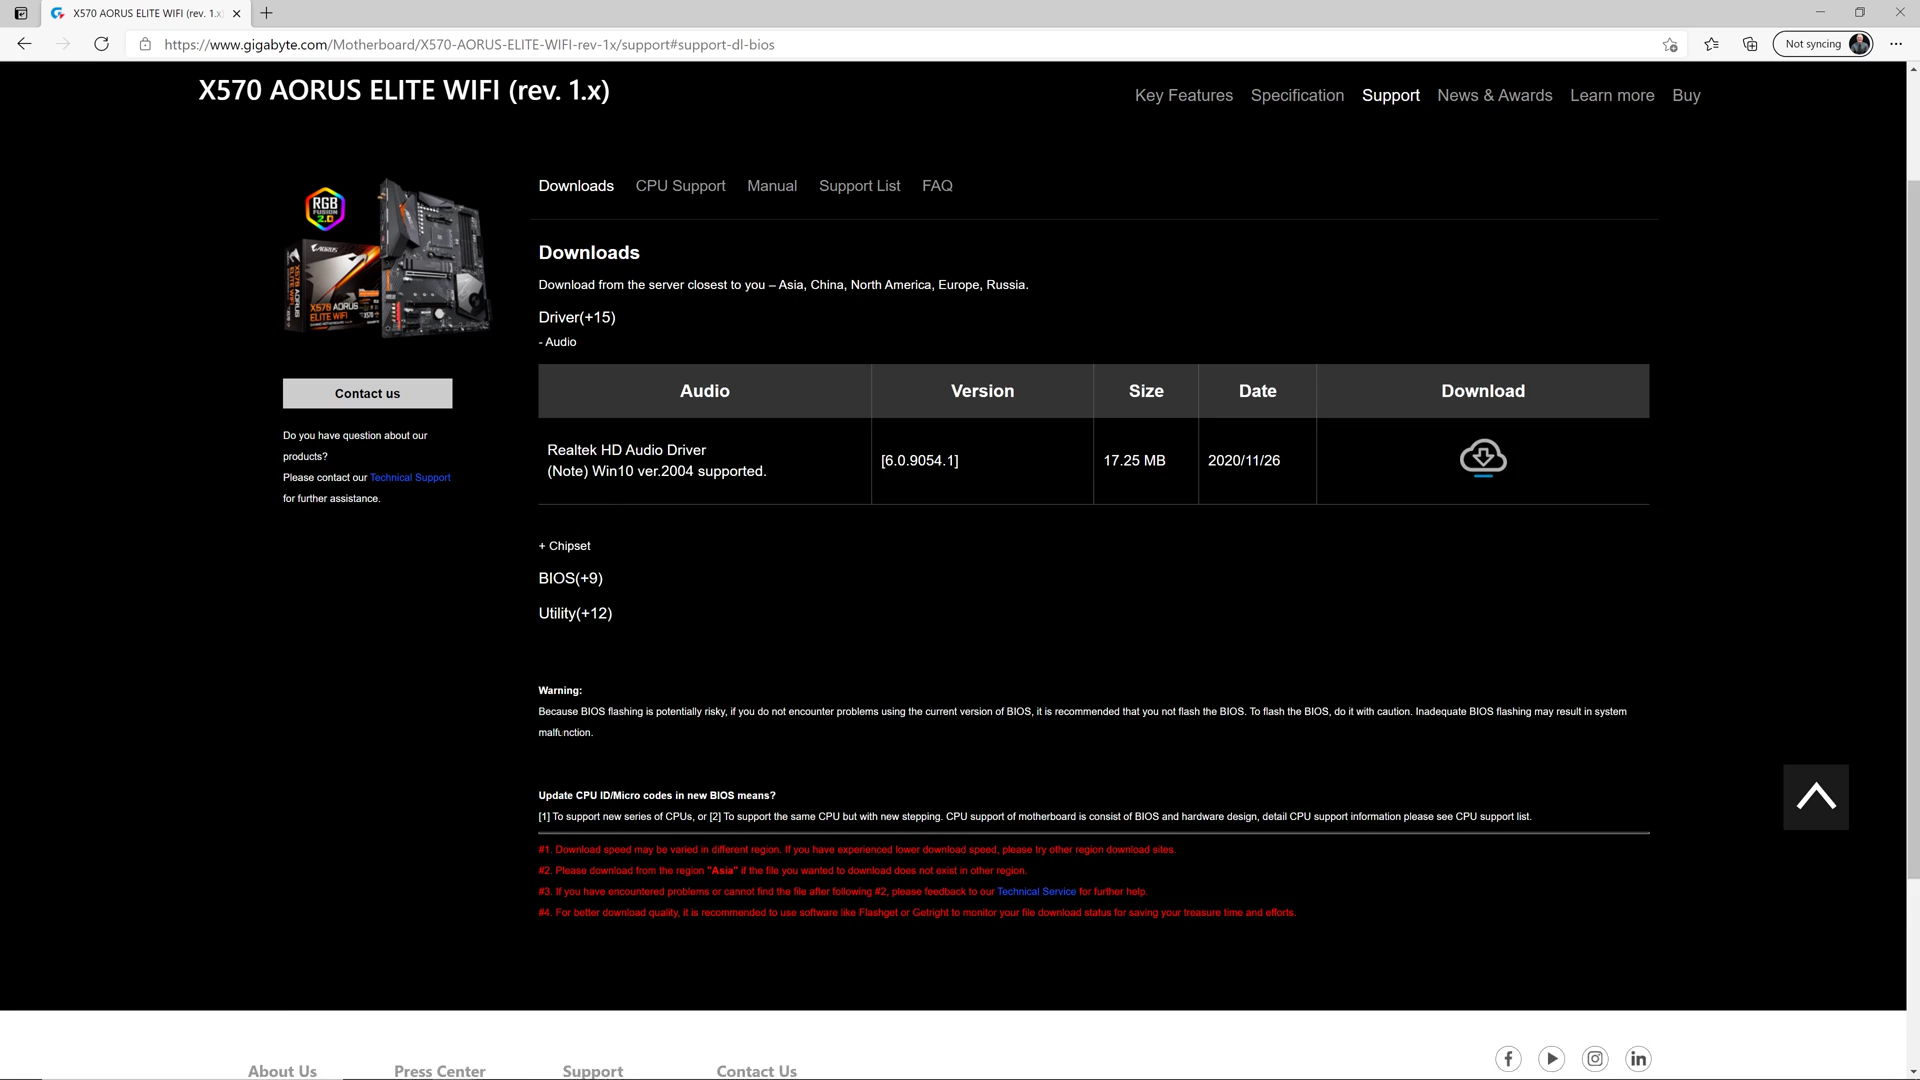 X570 AORUS ELITE WIFI (rev. 1.x)
https://www.gigabyte.com/Motherboard/X570-AORUS-ELITE-WIFI-rev-1x/support#support-dl-bios
Not syncing
X570 AORUS ELITE WIFI (rev. 1.x)
Key Features Specification Support News & Awards Learn more Buy
RGB
FUSION
2.0
AORUS
X570 AORUS
ELITE WIFI
Contact us
Do you have question about our
products?
Please contact our Technical Support
for further assistance.
Downloads CPU Support Manual Support List FAQ
Downloads
Download from the server closest to you – Asia, China, North America, Europe, Russia.
Driver(+15)
- Audio
Audio Version Size Date Download
Realtek HD Audio Driver
(Note) Win10 ver.2004 supported.
[6.0.9054.1] 17.25 MB 2020/11/26
+ Chipset
BIOS(+9)
Utility(+12)
Warning:
Because BIOS flashing is potentially risky, if you do not encounter problems using the current version of BIOS, it is recommended that you not flash the BIOS. To flash the BIOS, do it with caution. Inadequate BIOS flashing may result in system
malfunction.
Update CPU ID/Micro codes in new BIOS means?
[1] To support new series of CPUs, or [2] To support the same CPU but with new stepping. CPU support of motherboard is consist of BIOS and hardware design, detail CPU support information please see CPU support list.
#1. Download speed may be varied in different region. If you have experienced lower download speed, please try other region download sites.
#2. Please download from the region "Asia" if the file you wanted to download does not exist in other region.
#3. If you have encountered problems or cannot find the file after following #2, please feedback to our Technical Service for further help.
#4. For better download quality, it is recommended to use software like Flashget or Getright to monitor your file download status for saving your treasure time and efforts.
About Us Press Center Support Contact Us